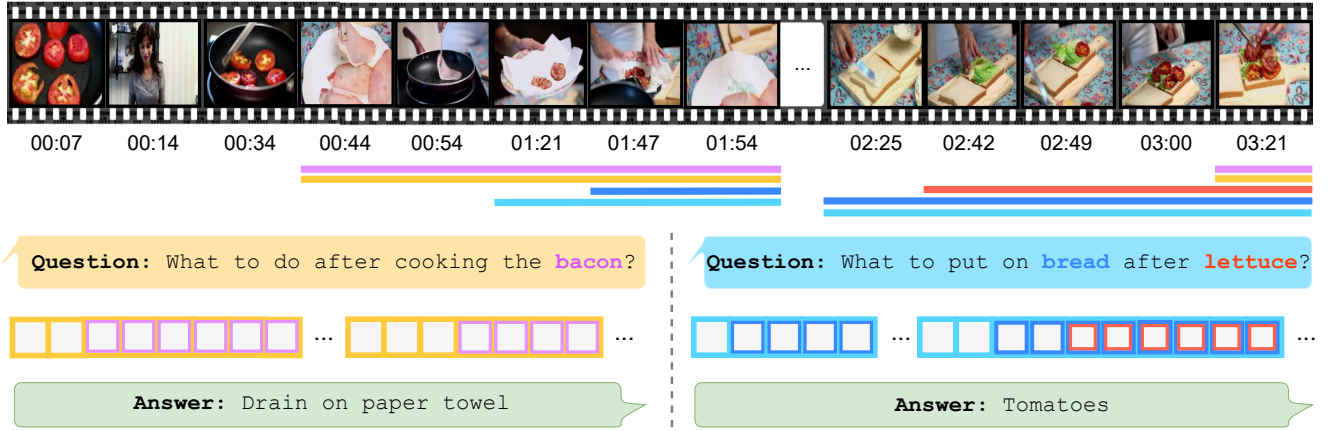 ...
00:07 00:14 00:34 00:44 00:54 01:21 01:47 01:54 02:25 02:42 02:49 03:00 03:21
Question: What to do after cooking the bacon?
Question: What to put on bread after lettuce?
... ...
... ...
Answer: Drain on paper towel
Answer: Tomatoes